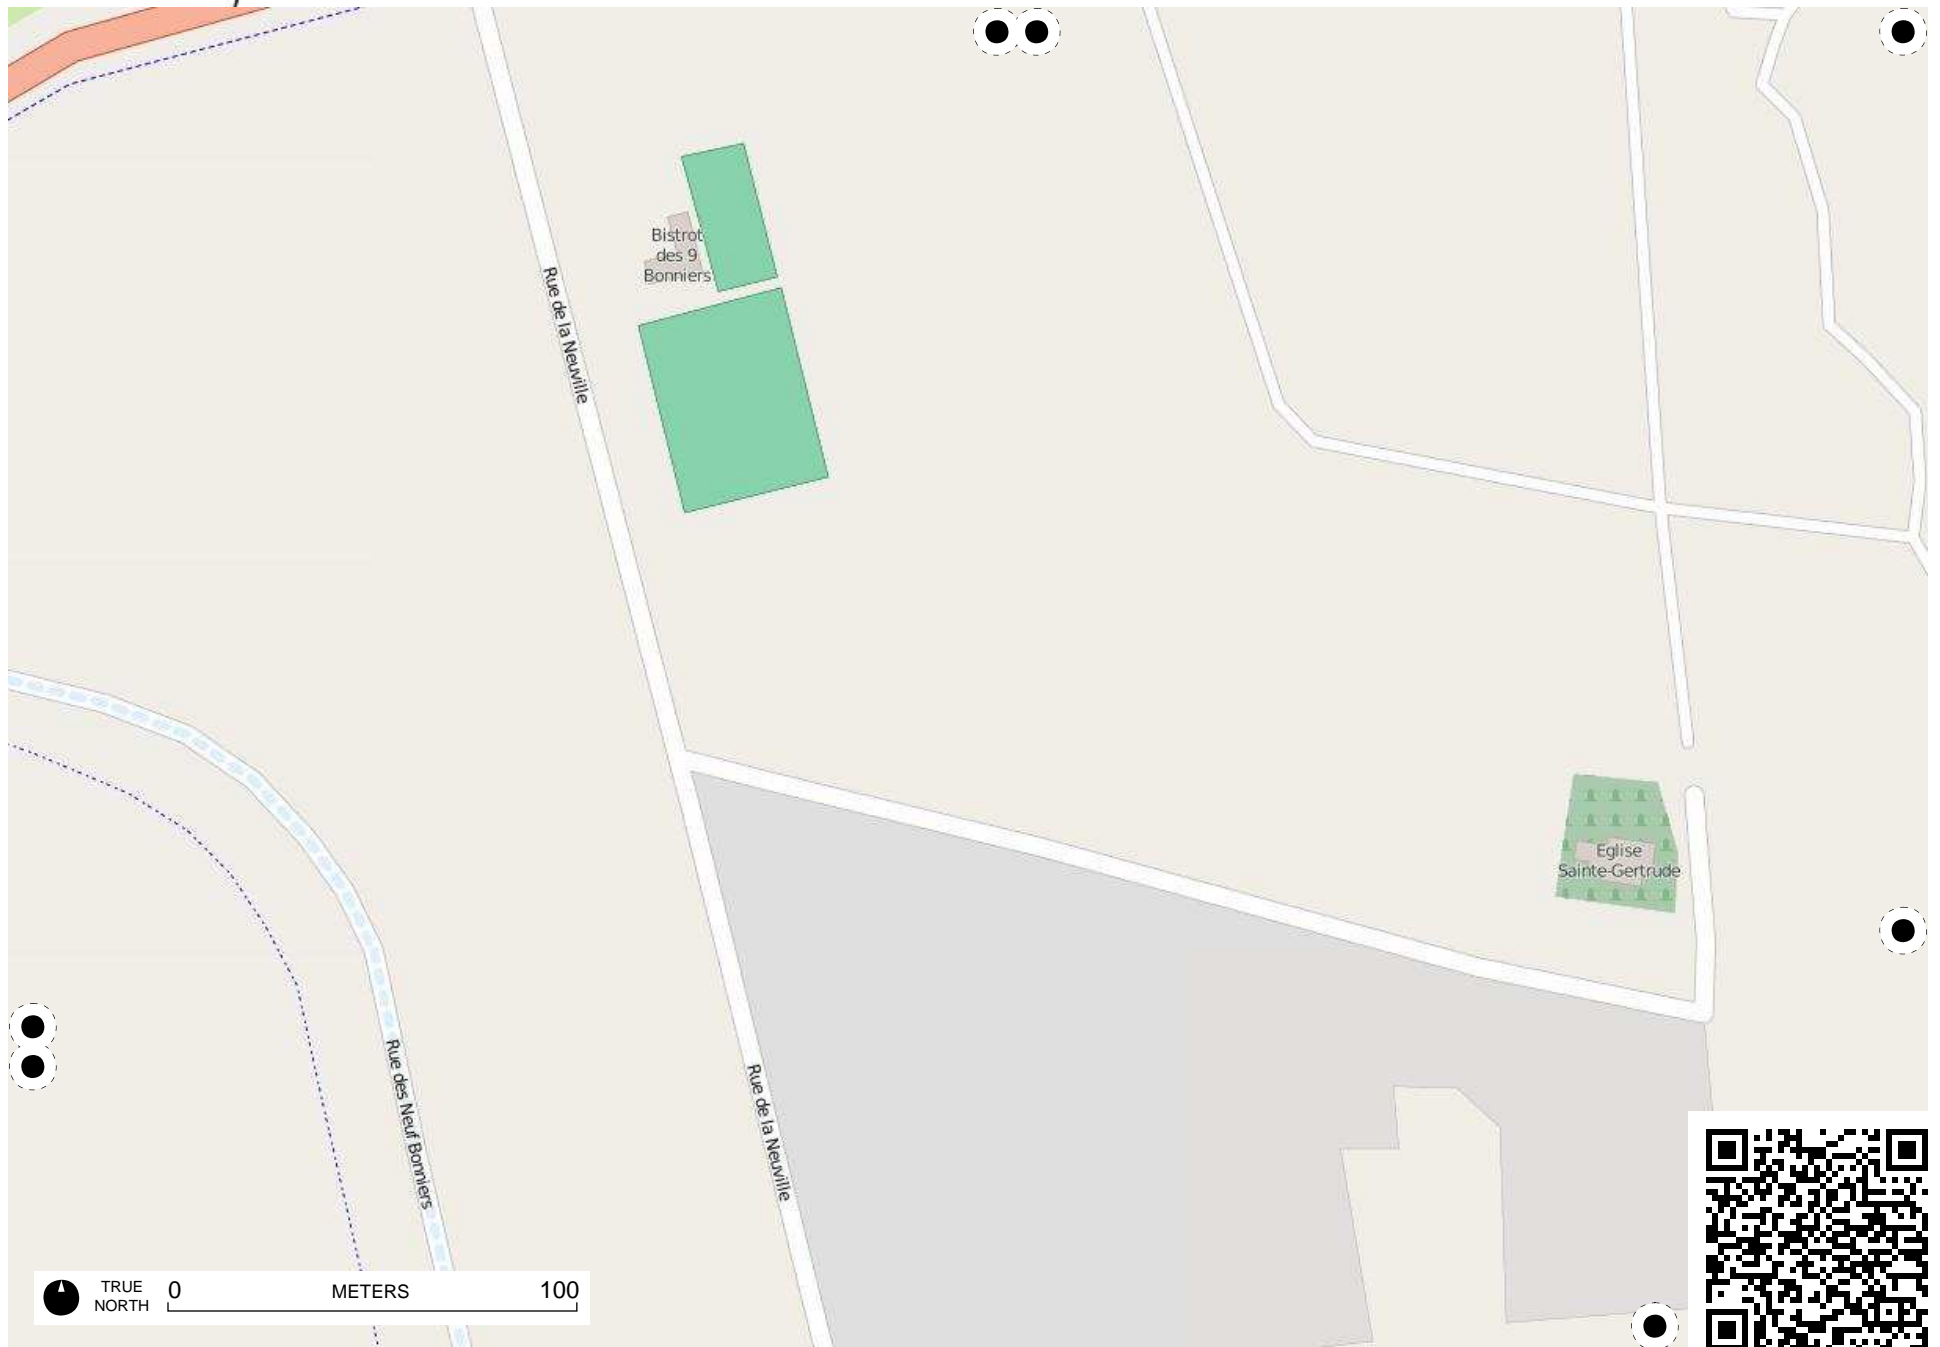 Bistrot
des 9
Bonniers
Rue de la Neuville
Eglise
Sainte-Gertrude
Rue des Neuf Bonniers
Rue de la Neuville
TRUE
NORTH
0 METERS 100